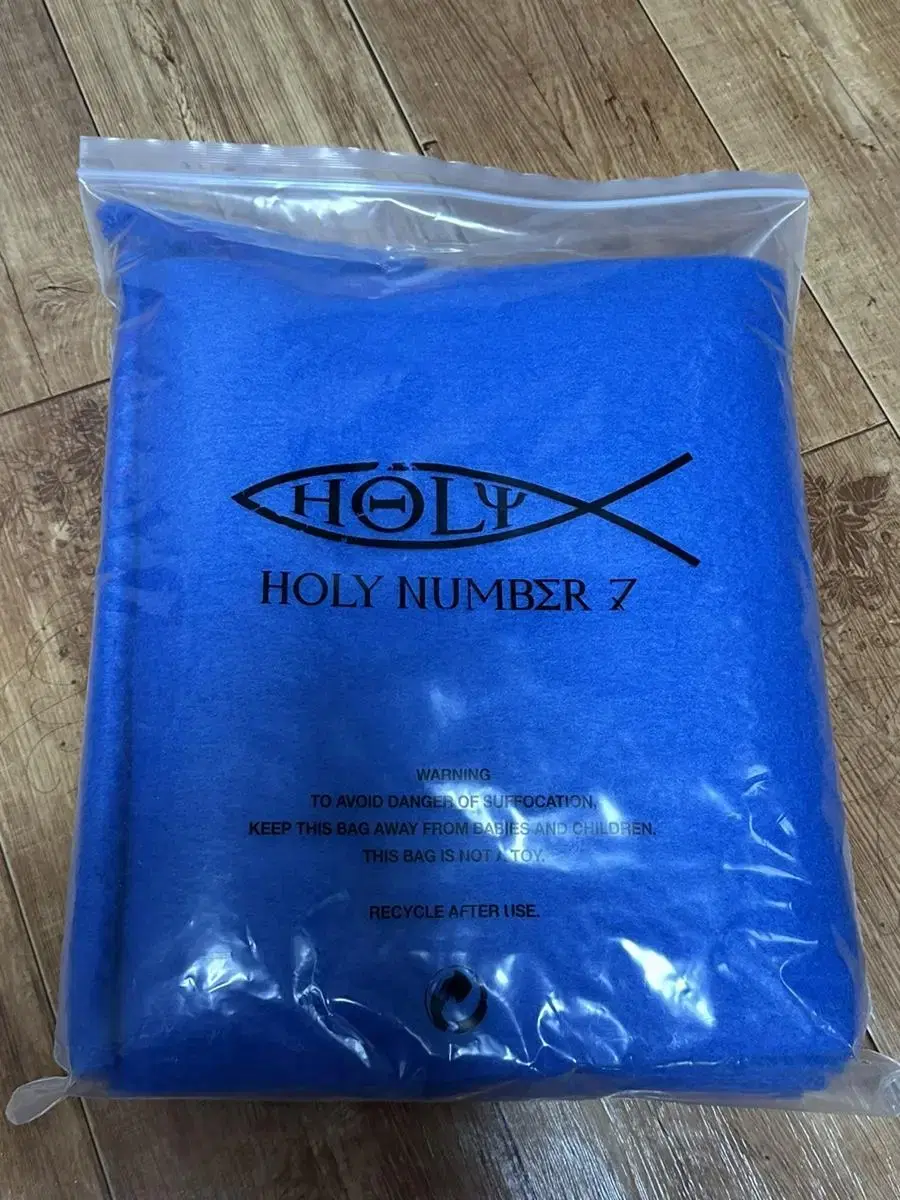 HΘLΨ
HOLY NUMBΣR 7
WARNING
TO AVOID DANGER OF SUFFOCATION,
KEEP THIS BAG AWAY FROM BABIES AND CHILDREN.
THIS BAG IS NOT A TOY.
RECYCLE AFTER USE.